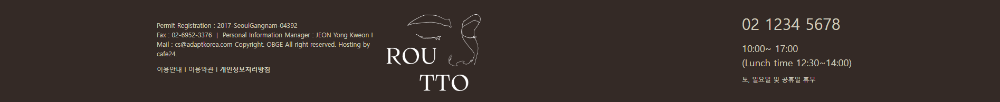 Permit Registration : 2017-SeoulGangnam-04392
Fax : 02-6952-3376 | Personal Information Manager : JEON Yong Kweon I
Mail : cs@adaptkorea.com Copyright. OBGE All right reserved. Hosting by
cafe24.
이용안내 I 이용약관 I 개인정보처리방침
ROU
TTO
02 1234 5678
10:00~ 17:00
(Lunch time 12:30~14:00)
토, 일요일 및 공휴일 휴무